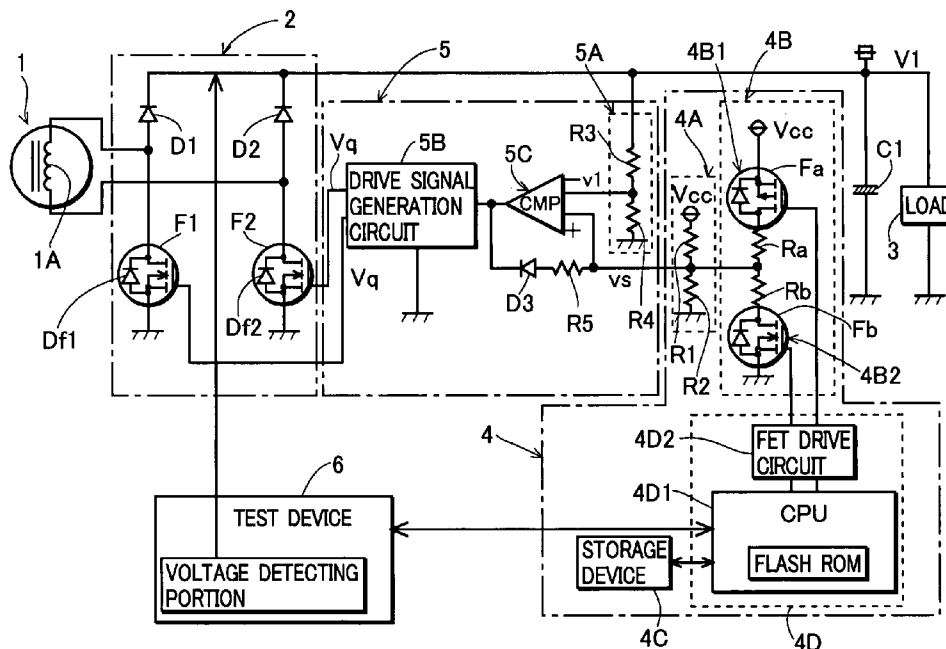 2
5
4B
1
5A
4B1
V1
4A
D1
D2
Vq
5B
5C
R3
Vcc
Fa
C1
DRIVE SIGNAL
GENERATION
CIRCUIT
CMP
v1
Vcc
LOAD
F1
F2
+
Ra
3
1A
D3
vs
Rb
Vq
R5
R4
Fb
Df1
Df2
R1
R2
4B2
4
4D2
FET DRIVE
CIRCUIT
6
4D1
TEST DEVICE
CPU
VOLTAGE DETECTING
PORTION
STORAGE
DEVICE
FLASH ROM
4C
4D